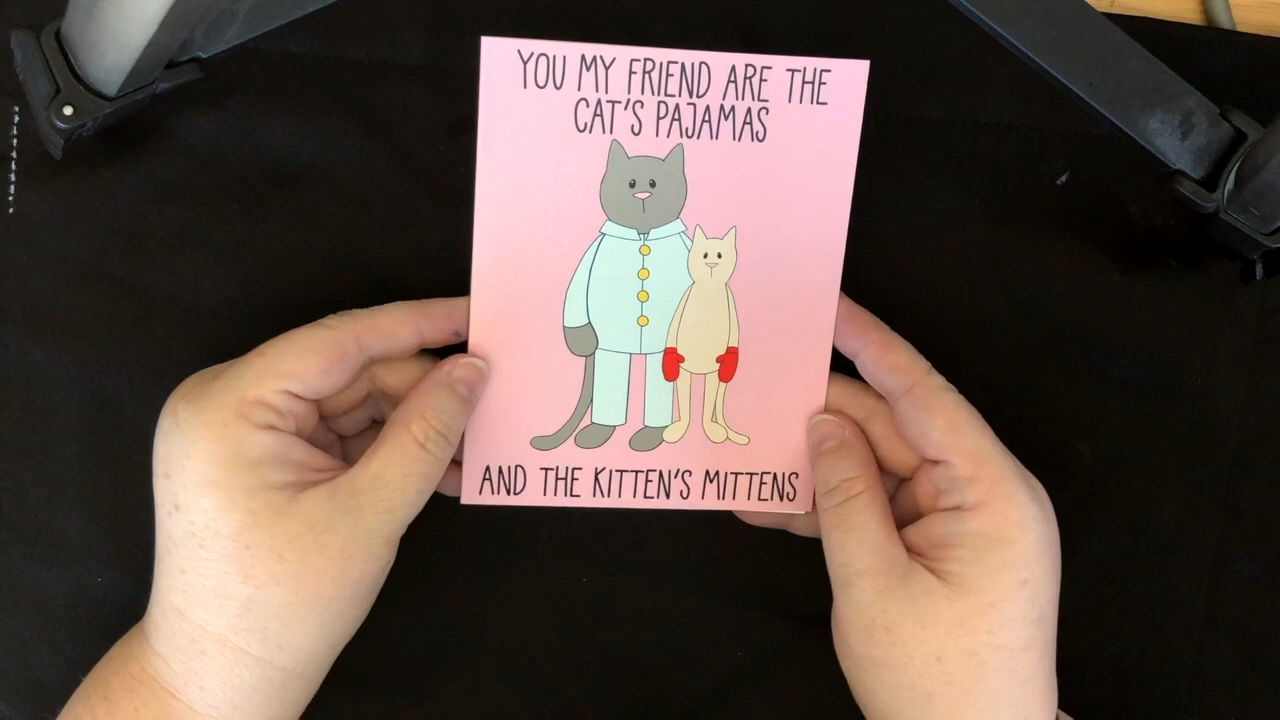 YOU MY FRIEND ARE THE
CAT'S PAJAMAS
AND THE KITTEN'S MITTENS